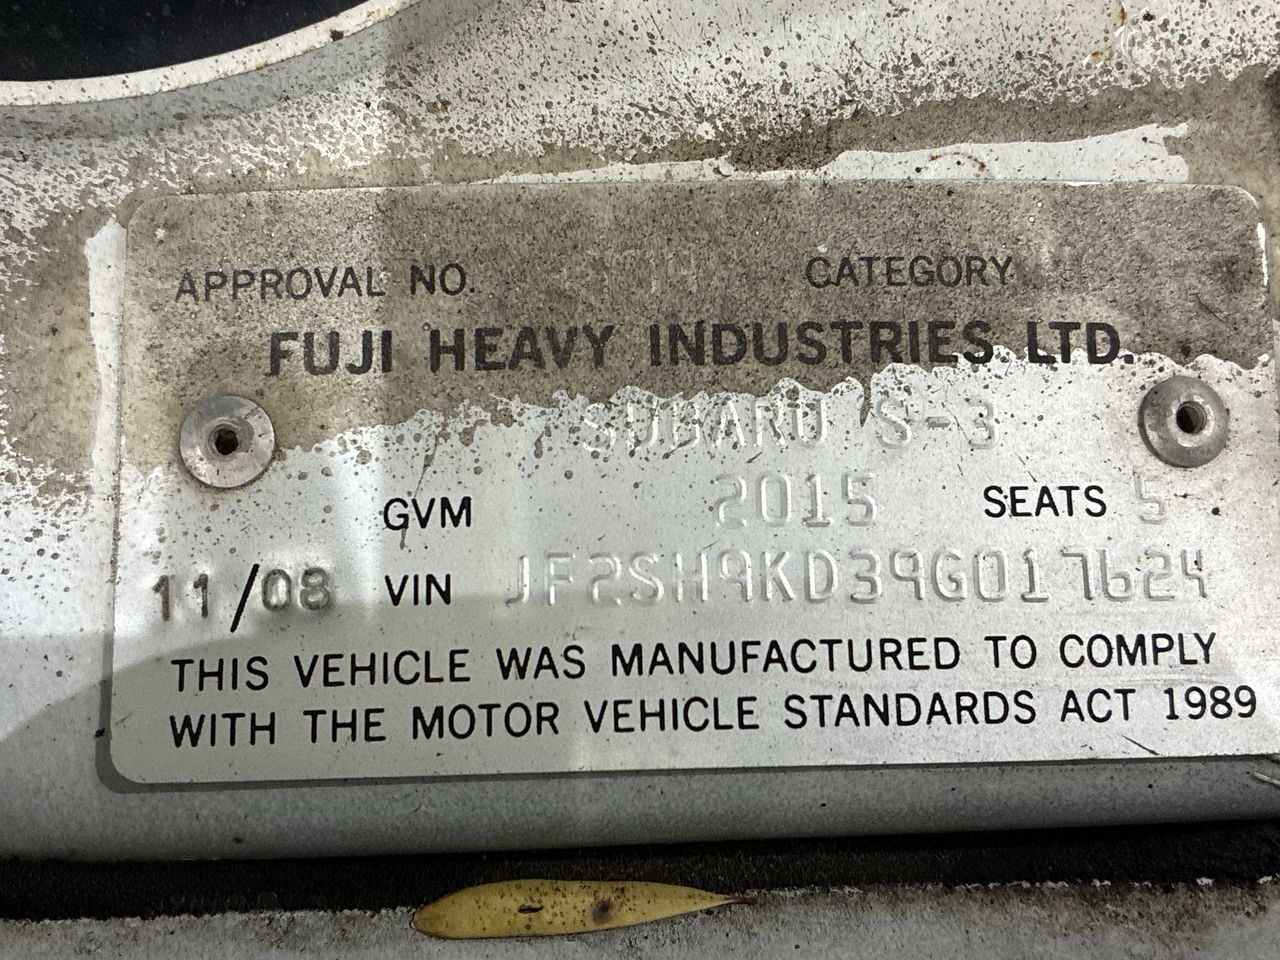 APPROVAL NO. CATEGORY
FUJI HEAVY INDUSTRIES LTD.
SUBARU S-3
GVM 2015 SEATS 5
11/08 VIN JF2SH9KD39G017624
THIS VEHICLE WAS MANUFACTURED TO COMPLY
WITH THE MOTOR VEHICLE STANDARDS ACT 1989